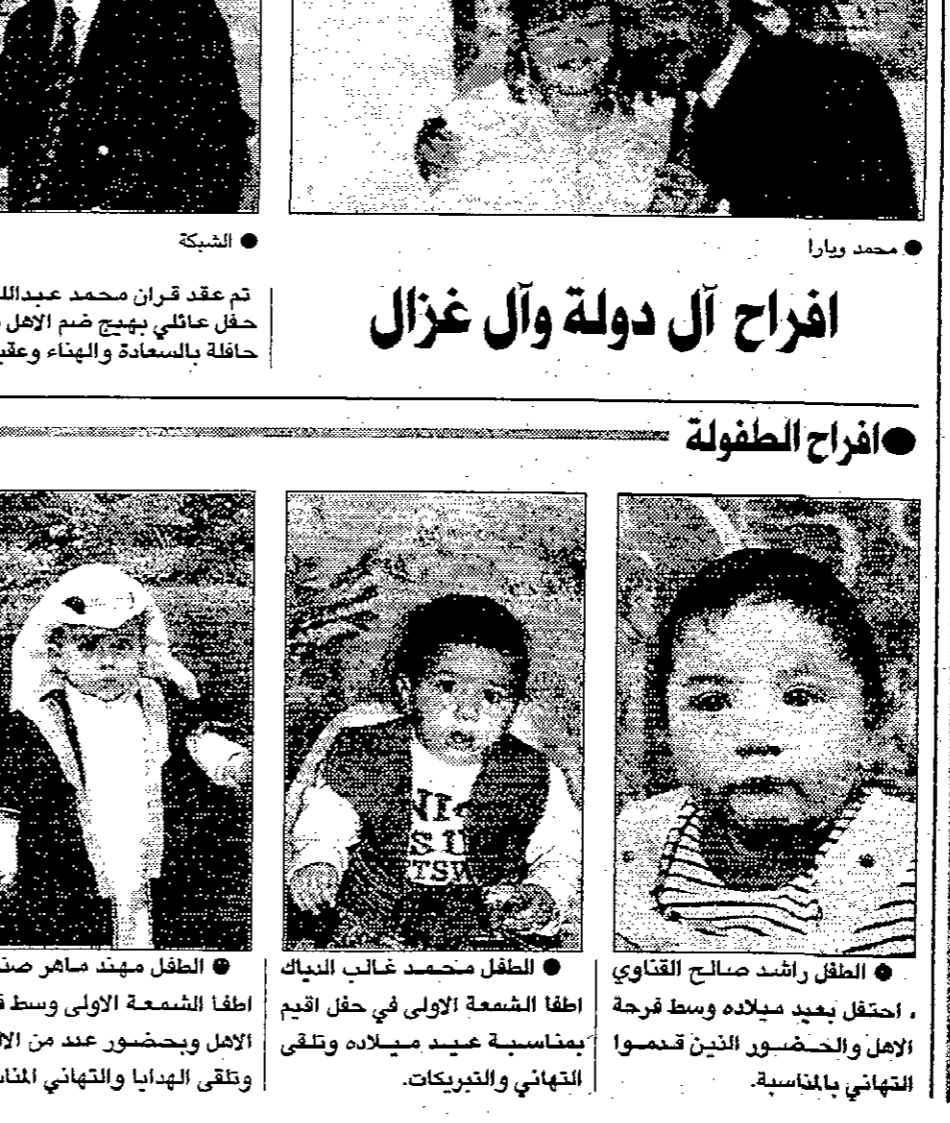 ● محمد ويارا
● الشبكة
افراح آل دولة وآل غزال
تم عقد قران محمد
حفل عائلي بهيج ضم الاهل
حافلة بالسعادة والهناء
●افراح الطفولة
● الطفل راشد صالح القناوي
، احتفل بعيد ميلاده وسط فرحة
الاهل والحضور الذين قدموا
التهاني بالمناسبة.
● الطفل محمد غالب الدياك
اطفا الشمعة الاولى في حفل اقيم
بمناسبة عيد ميلاده وتلقى
التهاني والتبريكات.
NI
S U
TSW
● الطفل مهند ماهر
اطفا الشمعة الاولى وسط
الاهل وبحضور عدد من
وتلقى الهدايا والتهاني